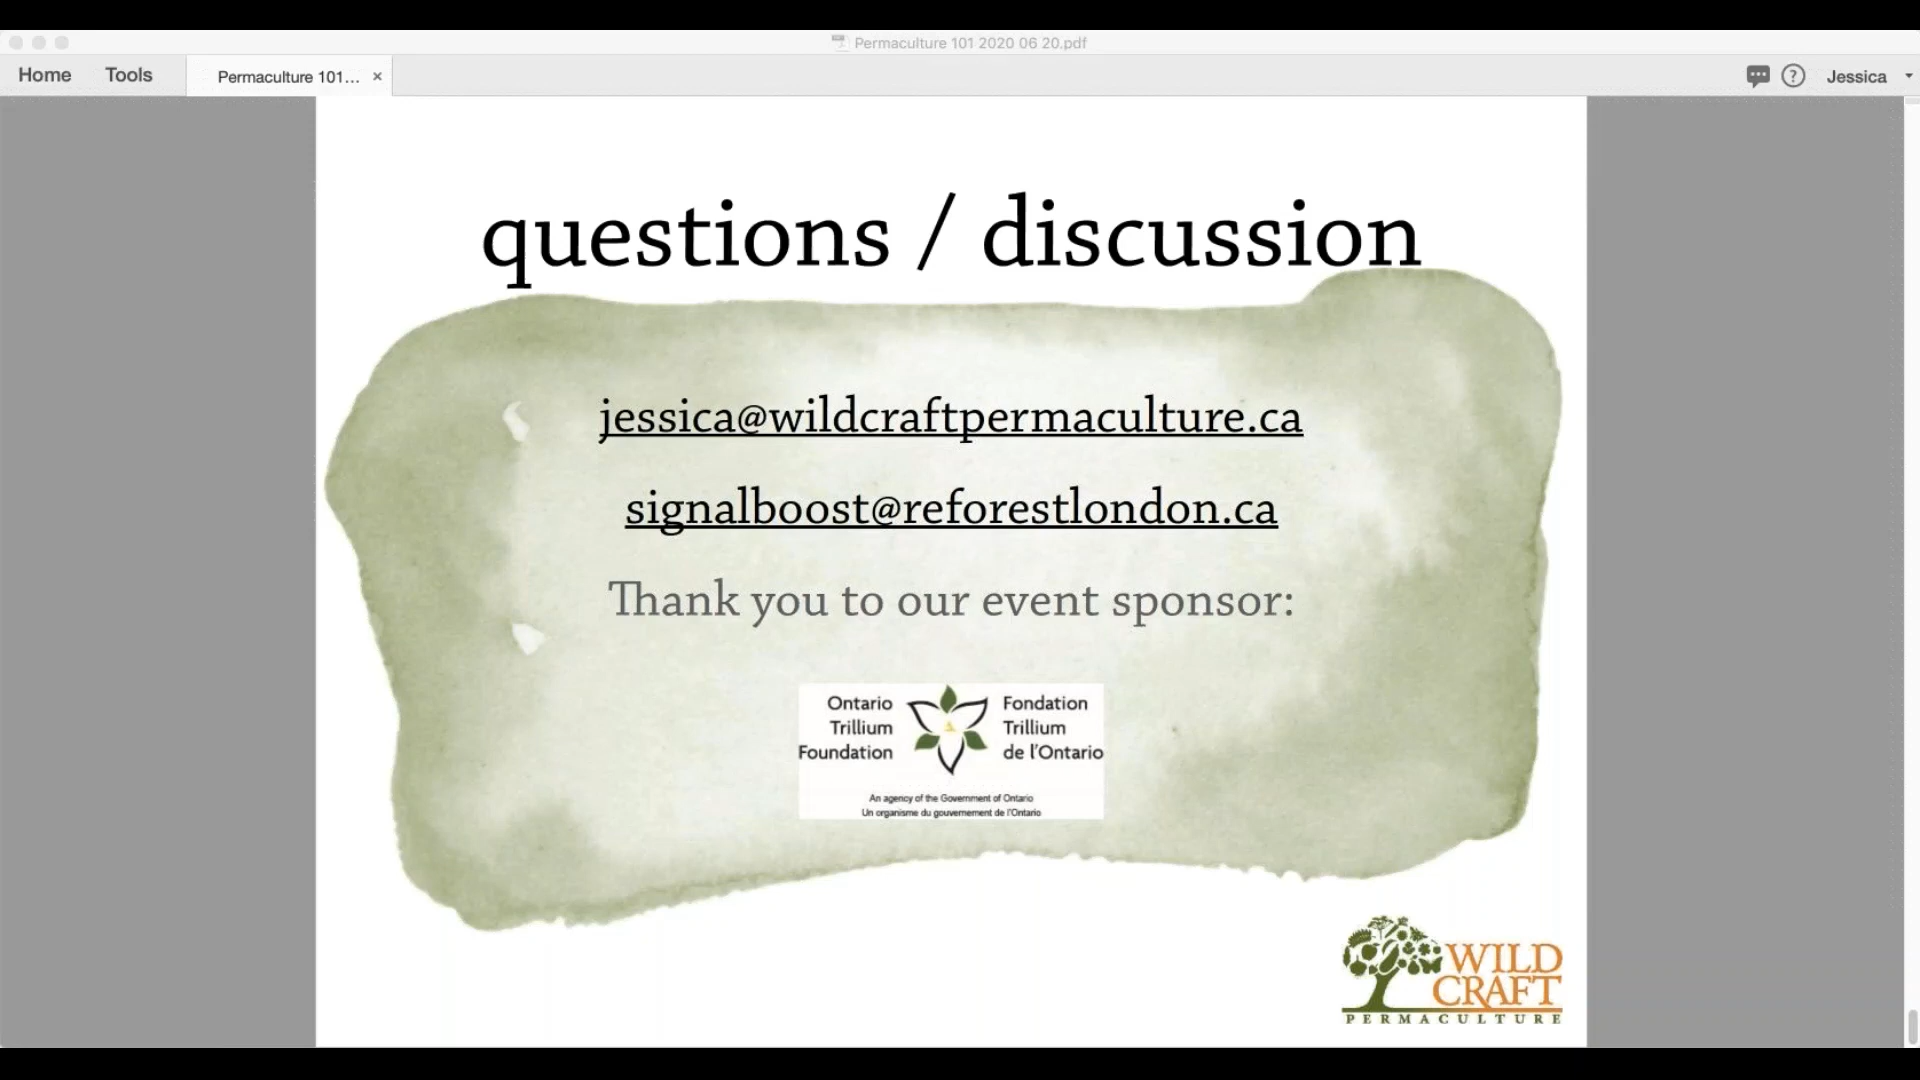 Permaculture 101 2020 06 20.pdf
Home Tools Permaculture 101... × ? Jessica
questions / discussion
jessica@wildcraftpermaculture.ca
signalboost@reforestlondon.ca
Thank you to our event sponsor:
Ontario
Trillium
Foundation
Fondation
Trillium
de l'Ontario
An agency of the Government of Ontario
Un organisme du gouvernement de l'Ontario
WILD
CRAFT
PERMACULTURE